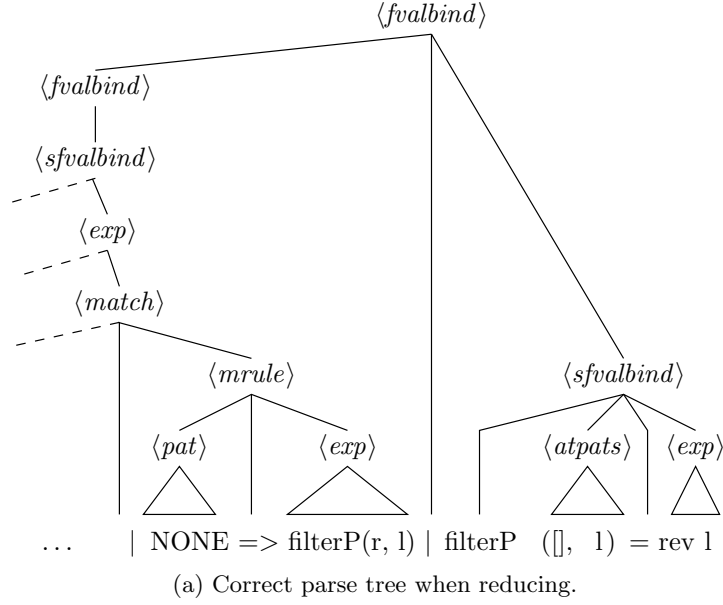 ⟨fvalbind⟩
⟨fvalbind⟩
⟨sfvalbind⟩
⟨exp⟩
⟨match⟩
⟨mrule⟩ ⟨sfvalbind⟩
⟨pat⟩ ⟨exp⟩ ⟨atpats⟩ ⟨exp⟩
... | NONE => filterP(r, l) | filterP ([], l) = rev l
(a) Correct parse tree when reducing.